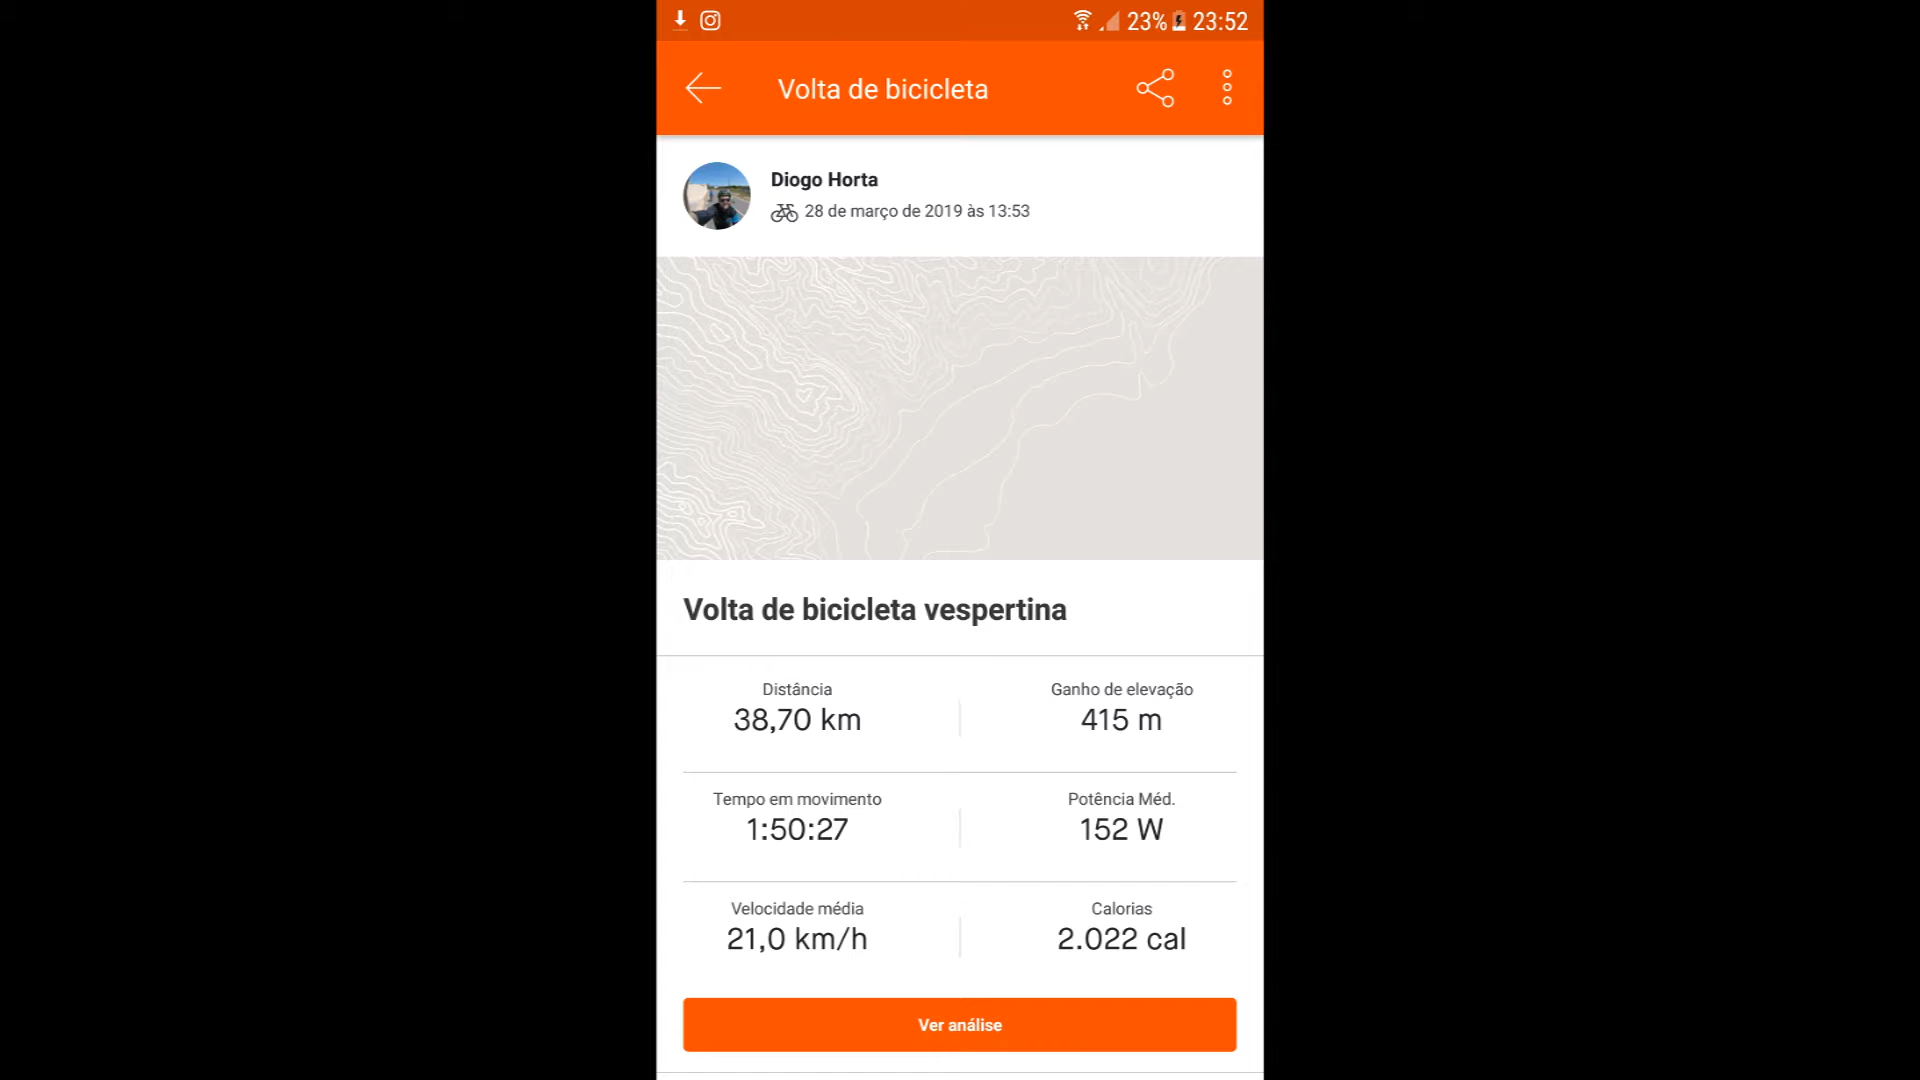 23% 23:52
Volta de bicicleta
Diogo Horta
28 de março de 2019 às 13:53
Volta de bicicleta vespertina
Distância
38,70 km
Ganho de elevação
415 m
Tempo em movimento
1:50:27
Potência Méd.
152 W
Velocidade média
21,0 km/h
Calorias
2.022 cal
Ver análise